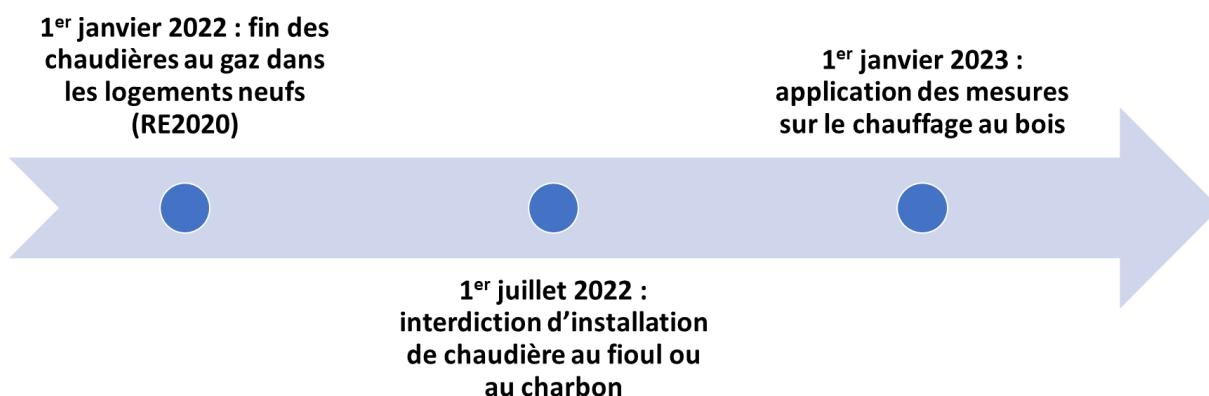 1er janvier 2022 : fin des
chaudières au gaz dans
les logements neufs
(RE2020)
1er juillet 2022 :
interdiction d’installation
de chaudière au fioul ou
au charbon
1er janvier 2023 :
application des mesures
sur le chauffage au bois